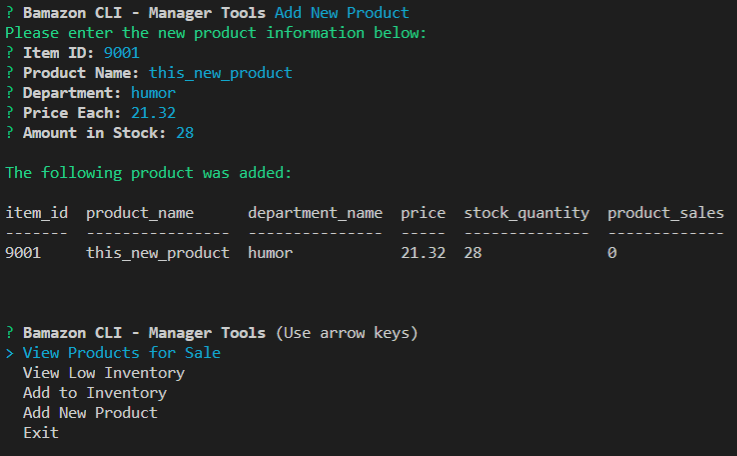 ? Bamazon CLI - Manager Tools Add New Product
Please enter the new product information below:
? Item ID: 9001
? Product Name: this_new_product
? Department: humor
? Price Each: 21.32
? Amount in Stock: 28
The following product was added:
item_id  product_name      department_name  price  stock_quantity  product_sales
-------  ----------------  ---------------  -----  --------------  -------------
9001     this_new_product  humor            21.32  28              0
? Bamazon CLI - Manager Tools (Use arrow keys)
> View Products for Sale
  View Low Inventory
  Add to Inventory
  Add New Product
  Exit